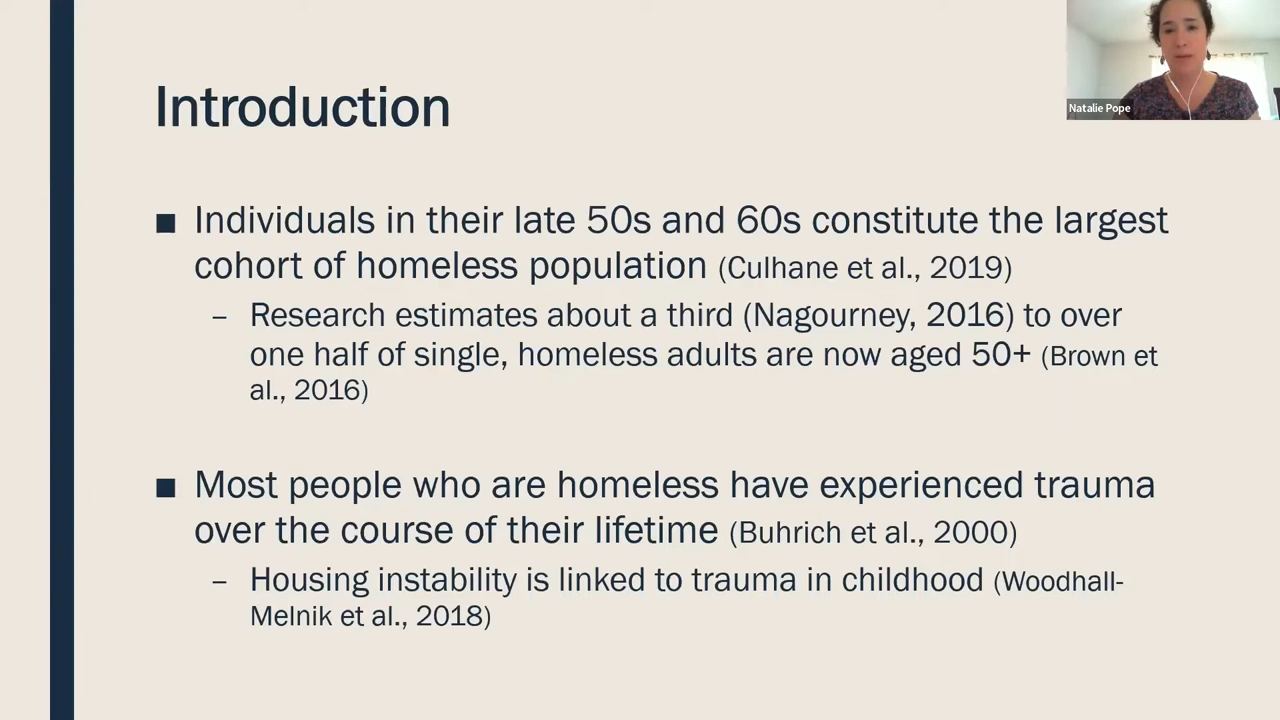 Introduction
Natalie Pope
■ Individuals in their late 50s and 60s constitute the largest
cohort of homeless population (Culhane et al., 2019)
– Research estimates about a third (Nagourney, 2016) to over
one half of single, homeless adults are now aged 50+ (Brown et
al., 2016)
■ Most people who are homeless have experienced trauma
over the course of their lifetime (Buhrich et al., 2000)
– Housing instability is linked to trauma in childhood (Woodhall-
Melnik et al., 2018)